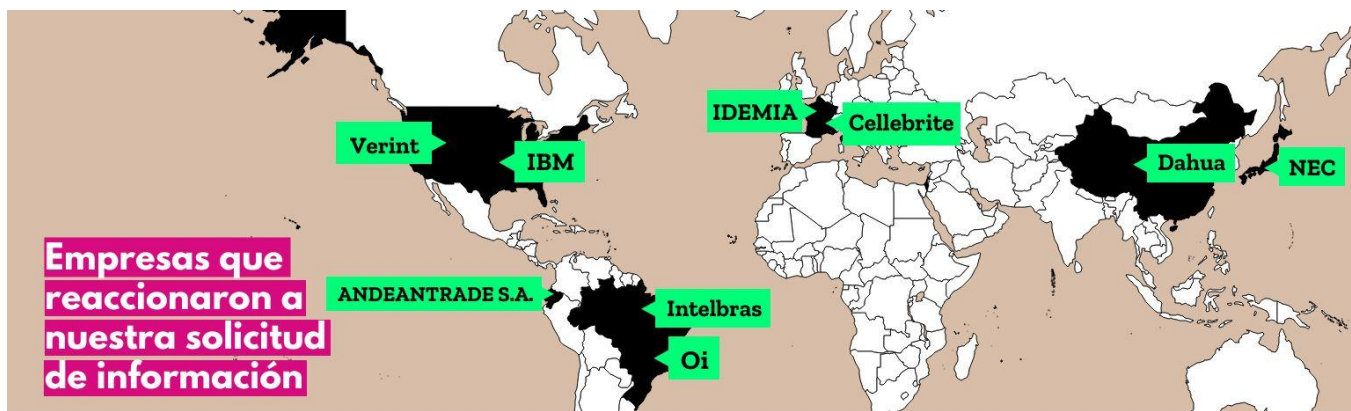 IDEMIA
Cellebrite
Verint
IBM
Dahua
NEC
Empresas que
reaccionaron a
nuestra solicitud
de información
ANDEANTRADE S.A.
Intelbras
Oi